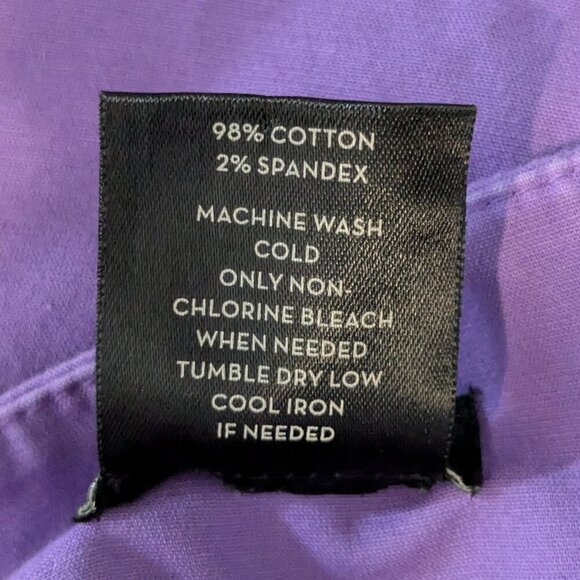 98% COTTON
2% SPANDEX
MACHINE WASH
COLD
ONLY NON-
CHLORINE BLEACH
WHEN NEEDED
TUMBLE DRY LOW
COOL IRON
IF NEEDED